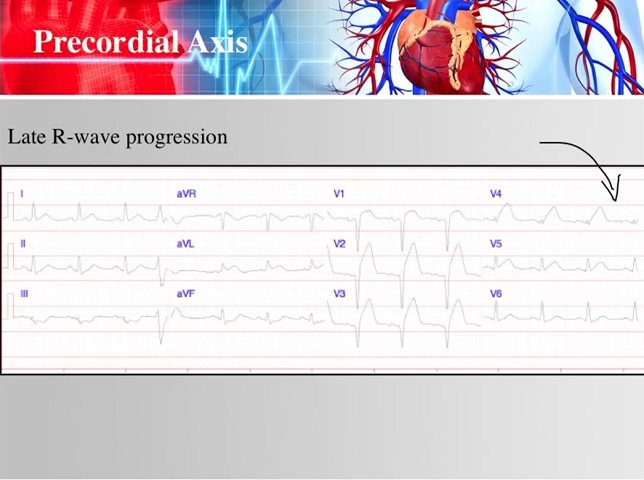 Precordial Axis
Late R-wave progression
I aVR V1 V4
II aVL V2 V5
III aVF V3 V6